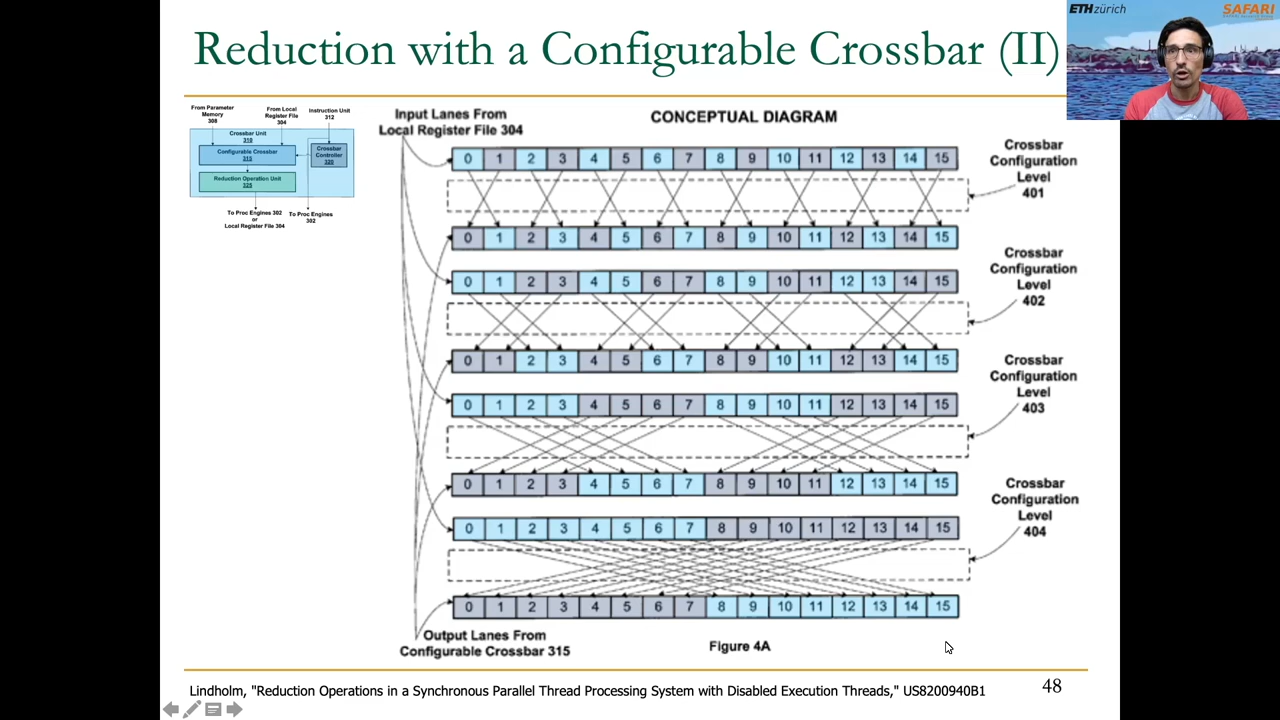 Reduction with a Configurable Crossbar (II)
ETH zürich
SAFARI
From Parameter
Memory
308
From Local
Register File
304
Instruction Unit
312
Crossbar Unit
310
Configurable Crossbar
315
Crossbar
Controller
320
Reduction Operation Unit
325
To Proc Engines 302
or
Local Register File 304
To Proc Engines
302
Input Lanes From
Local Register File 304
CONCEPTUAL DIAGRAM
0 1 2 3 4 5 6 7 8 9 10 11 12 13 14 15
Crossbar
Configuration
Level
401
0 1 2 3 4 5 6 7 8 9 10 11 12 13 14 15
0 1 2 3 4 5 6 7 8 9 10 11 12 13 14 15
Crossbar
Configuration
Level
402
0 1 2 3 4 5 6 7 8 9 10 11 12 13 14 15
0 1 2 3 4 5 6 7 8 9 10 11 12 13 14 15
Crossbar
Configuration
Level
403
0 1 2 3 4 5 6 7 8 9 10 11 12 13 14 15
0 1 2 3 4 5 6 7 8 9 10 11 12 13 14 15
Crossbar
Configuration
Level
404
0 1 2 3 4 5 6 7 8 9 10 11 12 13 14 15
Output Lanes From
Configurable Crossbar 315
Figure 4A
Lindholm, "Reduction Operations in a Synchronous Parallel Thread Processing System with Disabled Execution Threads," US8200940B1
48